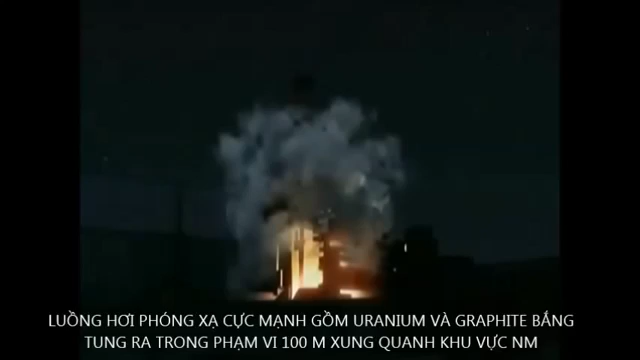 LUỒNG HƠI PHÓNG XẠ CỰC MẠNH GỒM URANIUM VÀ GRAPHITE BẮNG
TUNG RA TRONG PHẠM VI 100 M XUNG QUANH KHU VỰC NM